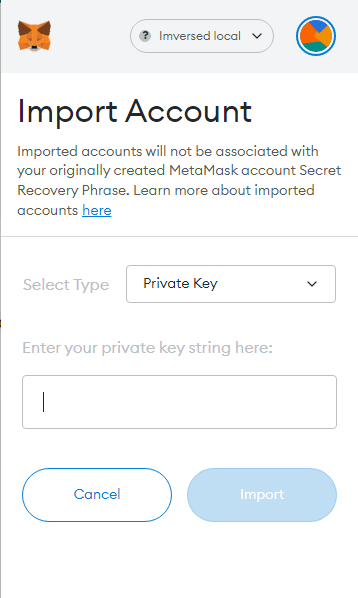 ? Imversed local
Import Account
Imported accounts will not be associated with
your originally created MetaMask account Secret
Recovery Phrase. Learn more about imported
accounts here
Select Type Private Key
Enter your private key string here:
Cancel Import